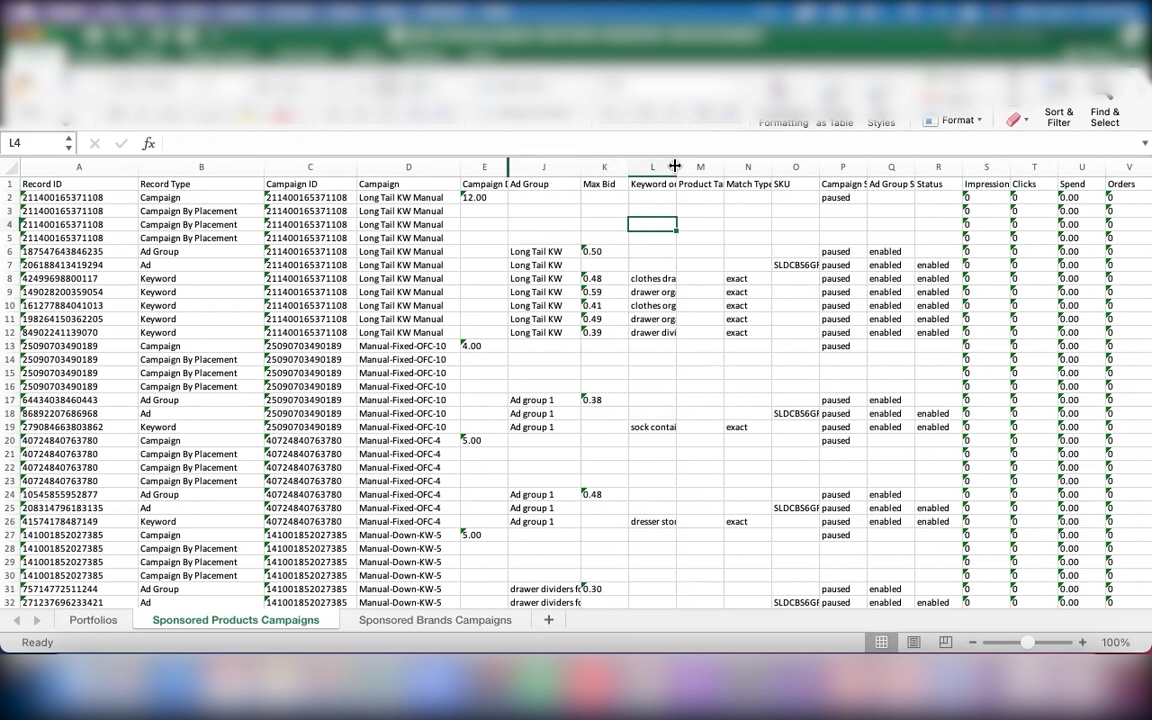 Sort & Filter
Find & Select
Format
Formatting as Table Styles
L4 fx
A B C D E J K L M N O P Q R S T U V
1 Record ID Record Type Campaign ID Campaign Campaign Ad Group Max Bid Keyword or Product Ta Match Type SKU Campaign S Ad Group S Status Impression Clicks Spend Orders
2 211400165371108 Campaign 211400165371108 Long Tail KW Manual 12.00 paused 0 0 0.00 0
3 211400165371108 Campaign By Placement 211400165371108 Long Tail KW Manual 0 0 0.00 0
4 211400165371108 Campaign By Placement 211400165371108 Long Tail KW Manual 0 0 0.00 0
5 211400165371108 Campaign By Placement 211400165371108 Long Tail KW Manual 0 0 0.00 0
6 187547643846235 Ad Group 211400165371108 Long Tail KW Manual Long Tail KW 0.50 paused enabled 0 0 0.00 0
7 206188413419294 Ad 211400165371108 Long Tail KW Manual Long Tail KW SLDCBS6GF paused enabled enabled 0 0 0.00 0
8 42499698800117 Keyword 211400165371108 Long Tail KW Manual Long Tail KW 0.48 clothes dra exact paused enabled enabled 0 0 0.00 0
9 149028200359054 Keyword 211400165371108 Long Tail KW Manual Long Tail KW 0.59 drawer orga exact paused enabled enabled 0 0 0.00 0
10 161277884041013 Keyword 211400165371108 Long Tail KW Manual Long Tail KW 0.41 clothes org exact paused enabled enabled 0 0 0.00 0
11 198264150362205 Keyword 211400165371108 Long Tail KW Manual Long Tail KW 0.49 drawer orga exact paused enabled enabled 0 0 0.00 0
12 84902241139070 Keyword 211400165371108 Long Tail KW Manual Long Tail KW 0.39 drawer divi exact paused enabled enabled 0 0 0.00 0
13 25090703490189 Campaign 25090703490189 Manual-Fixed-OFC-10 4.00 paused 0 0 0.00 0
14 25090703490189 Campaign By Placement 25090703490189 Manual-Fixed-OFC-10 0 0 0.00 0
15 25090703490189 Campaign By Placement 25090703490189 Manual-Fixed-OFC-10 0 0 0.00 0
16 25090703490189 Campaign By Placement 25090703490189 Manual-Fixed-OFC-10 0 0 0.00 0
17 64434038460443 Ad Group 25090703490189 Manual-Fixed-OFC-10 Ad group 1 0.38 paused enabled 0 0 0.00 0
18 86892207686968 Ad 25090703490189 Manual-Fixed-OFC-10 Ad group 1 SLDCBS6GF paused enabled enabled 0 0 0.00 0
19 279084663803862 Keyword 25090703490189 Manual-Fixed-OFC-10 Ad group 1 sock contai exact paused enabled enabled 0 0 0.00 0
20 40724840763780 Campaign 40724840763780 Manual-Fixed-OFC-4 5.00 paused 0 0 0.00 0
21 40724840763780 Campaign By Placement 40724840763780 Manual-Fixed-OFC-4 0 0 0.00 0
22 40724840763780 Campaign By Placement 40724840763780 Manual-Fixed-OFC-4 0 0 0.00 0
23 40724840763780 Campaign By Placement 40724840763780 Manual-Fixed-OFC-4 0 0 0.00 0
24 10545855952877 Ad Group 40724840763780 Manual-Fixed-OFC-4 Ad group 1 0.48 paused enabled 0 0 0.00 0
25 208314796183135 Ad 40724840763780 Manual-Fixed-OFC-4 Ad group 1 SLDCBS6GF paused enabled enabled 0 0 0.00 0
26 41574178487149 Keyword 40724840763780 Manual-Fixed-OFC-4 Ad group 1 dresser stor exact paused enabled enabled 0 0 0.00 0
27 141001852027385 Campaign 141001852027385 Manual-Down-KW-5 5.00 paused 0 0 0.00 0
28 141001852027385 Campaign By Placement 141001852027385 Manual-Down-KW-5 0 0 0.00 0
29 141001852027385 Campaign By Placement 141001852027385 Manual-Down-KW-5 0 0 0.00 0
30 141001852027385 Campaign By Placement 141001852027385 Manual-Down-KW-5 0 0 0.00 0
31 75714772511244 Ad Group 141001852027385 Manual-Down-KW-5 drawer dividers fo 0.30 paused enabled 0 0 0.00 0
32 271237696233421 Ad 141001852027385 Manual-Down-KW-5 drawer dividers fo SLDCBS6GF paused enabled enabled 0 0 0.00 0
Portfolios Sponsored Products Campaigns Sponsored Brands Campaigns
Ready 100%